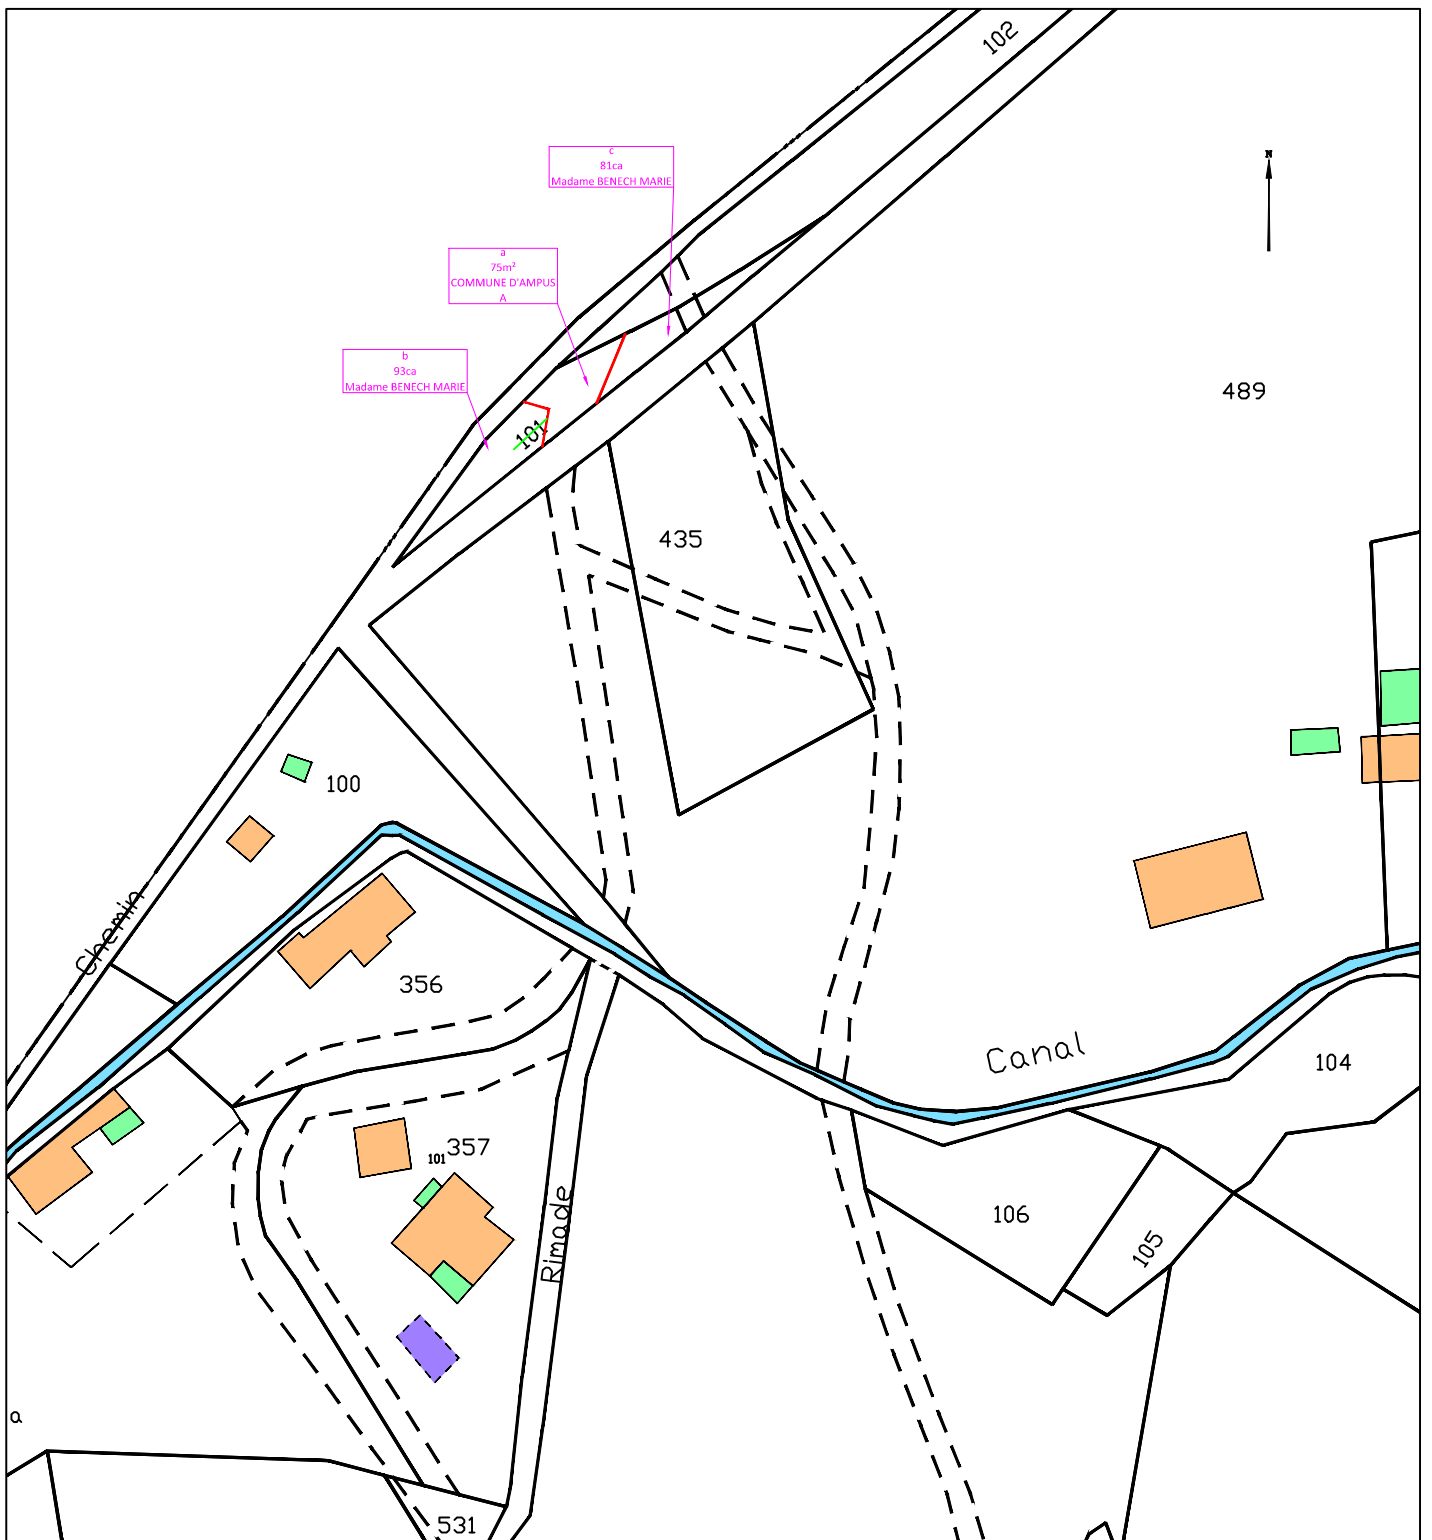 102
c
81ca
Madame BENECH MARIE
N
a
75m²
COMMUNE D'AMPUS
A
b
93ca
Madame BENECH MARIE
489
101
435
100
Chemin
356
Canal
104
357
101
106
Rimade
105
a
531